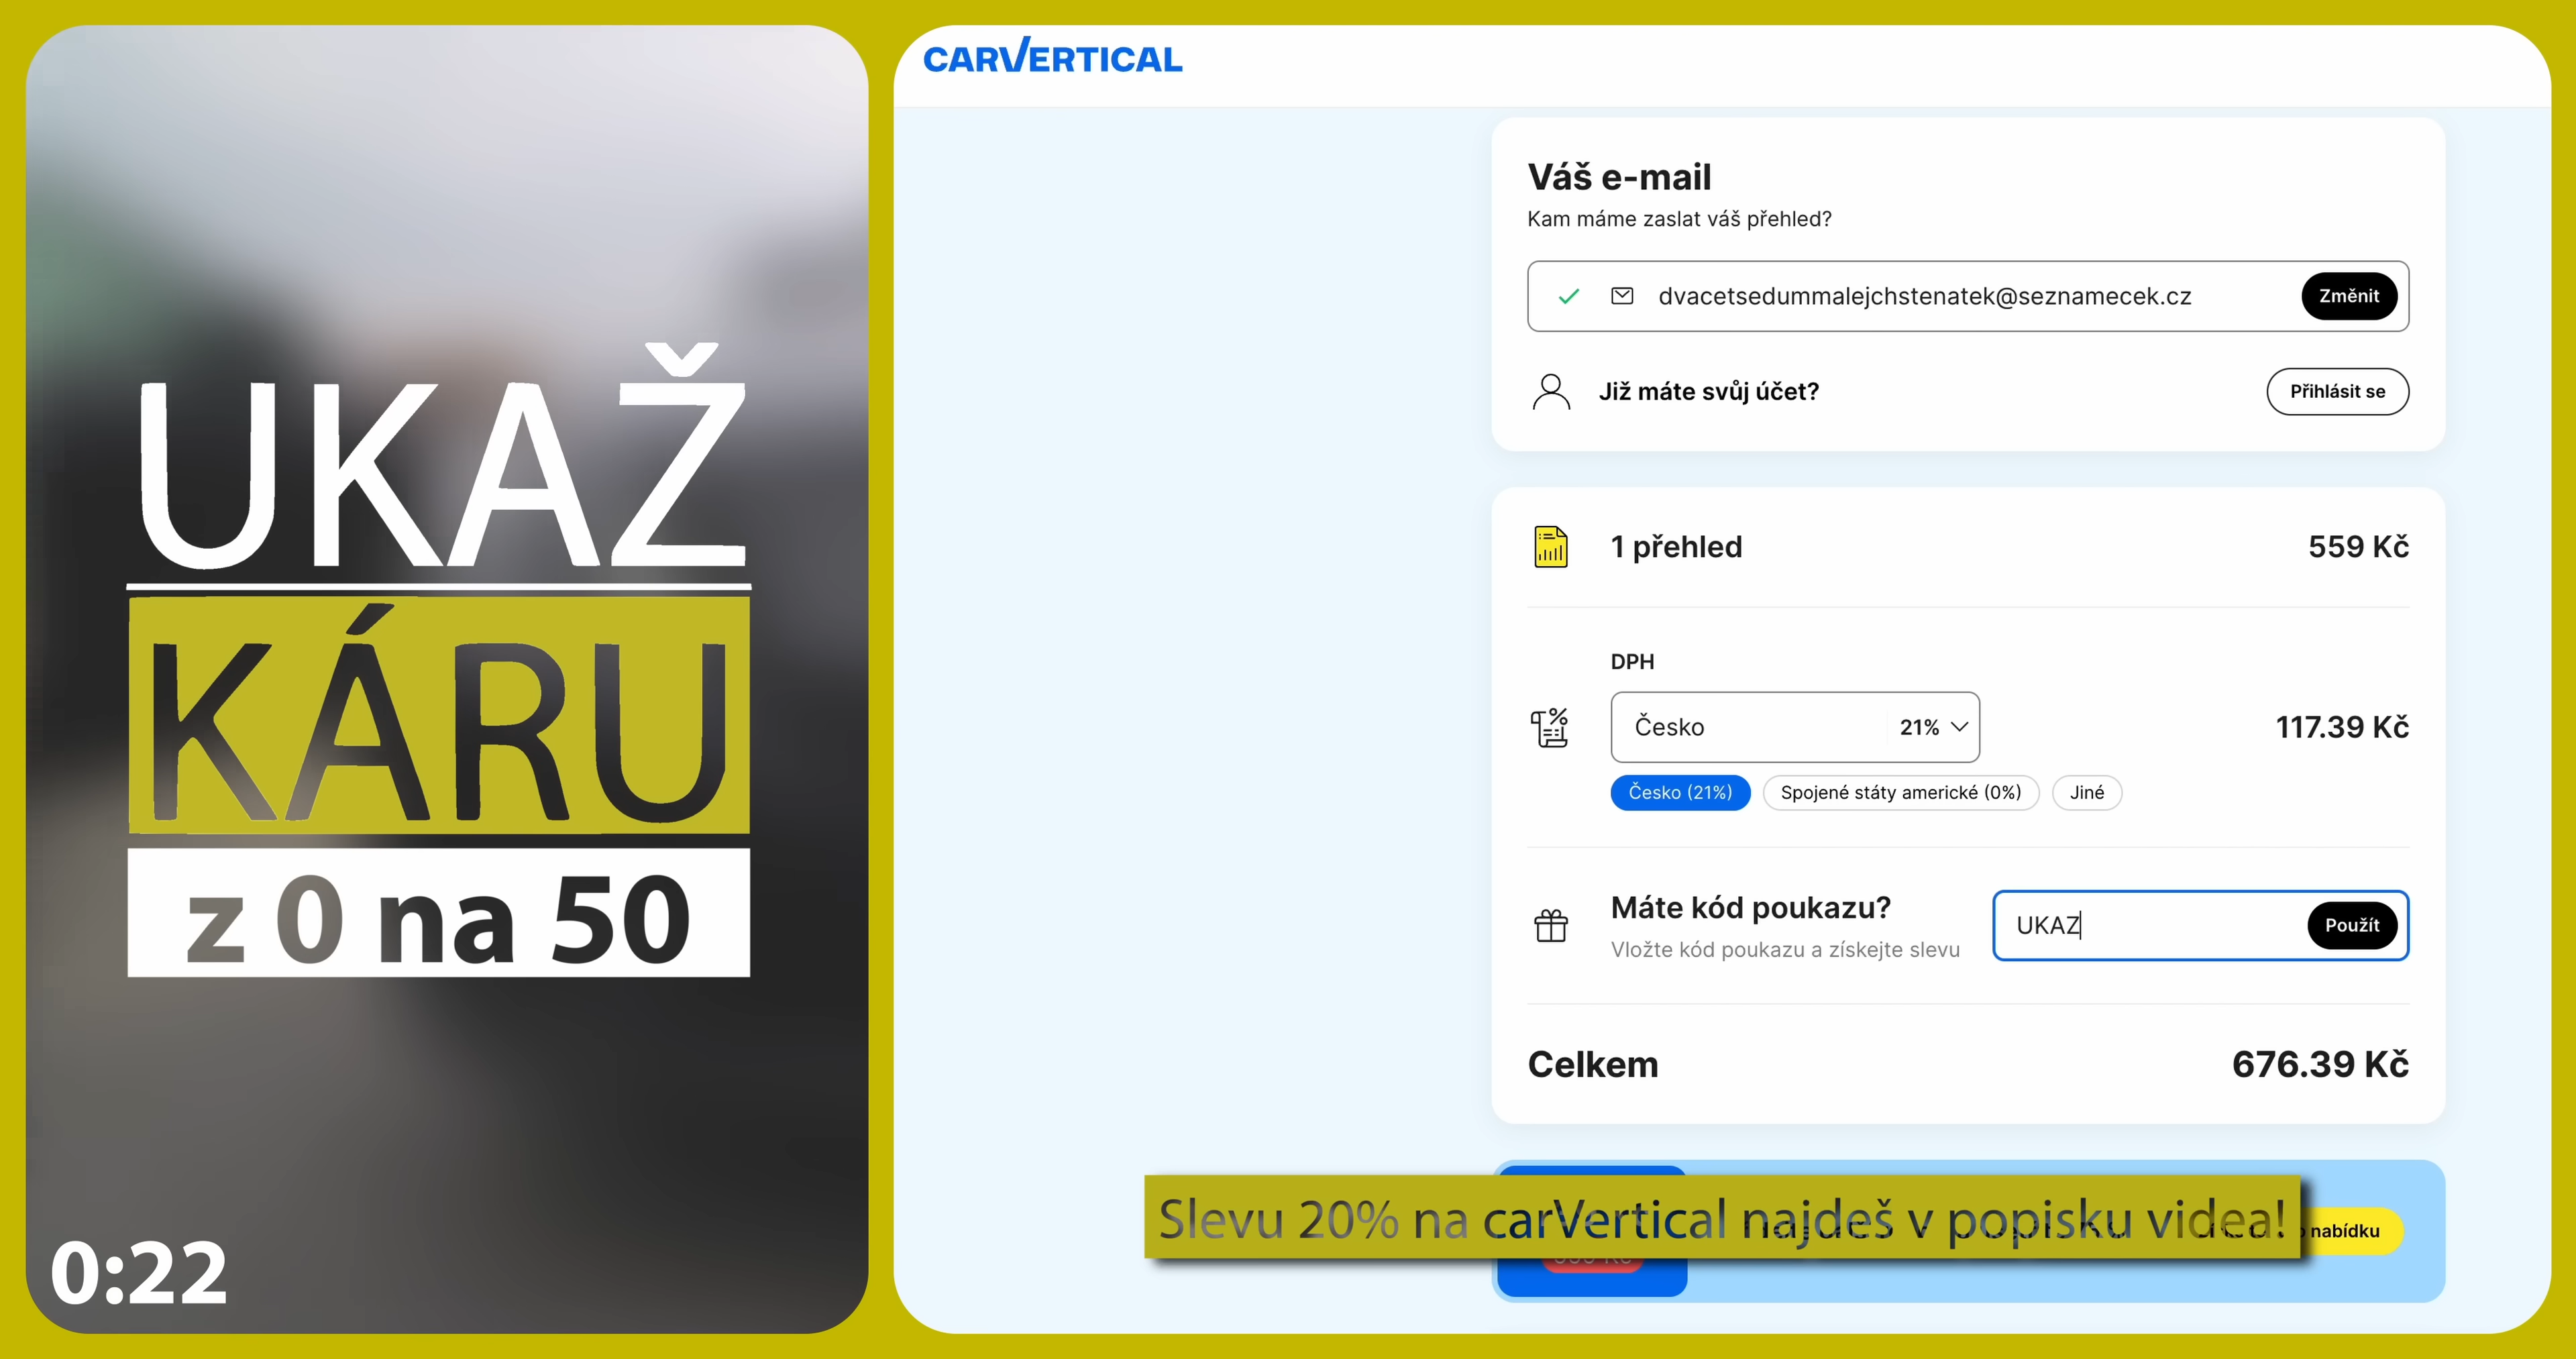 UKAŽ
KÁRU
z 0 na 50
0:22
CARVERTICAL
Váš e-mail
Kam máme zaslat váš přehled?
dvacetsedummalejchstenatek@seznamecek.cz
Změnit
Již máte svůj účet?
Přihlásit se
1 přehled
559 Kč
DPH
Česko
21%
117.39 Kč
Česko (21%)
Spojené státy americké (0%)
Jiné
Máte kód poukazu?
Vložte kód poukazu a získejte slevu
UKAZ
Použít
Celkem
676.39 Kč
Slevu 20% na carVertical najdeš v popisku videa!
nabídku